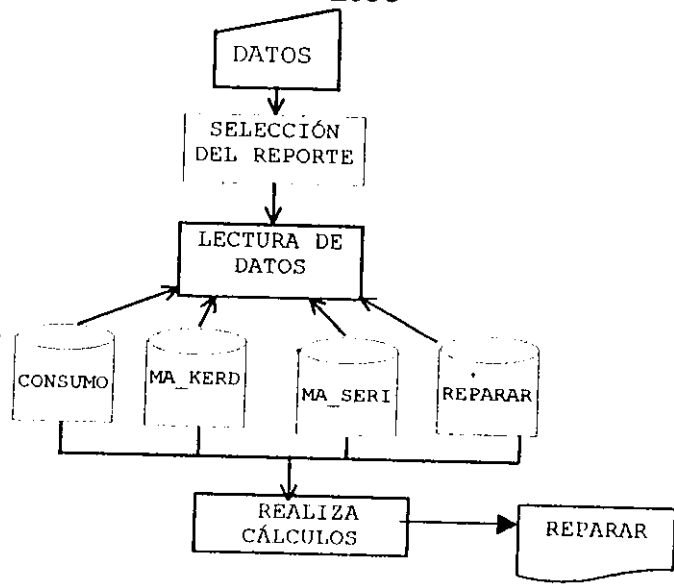 DATOS
SELECCIÓN
DEL REPORTE
LECTURA DE
DATOS
CONSUMO
MA_KERD
MA_SERI
REPARAR
REALIZA
CÁLCULOS
REPARAR